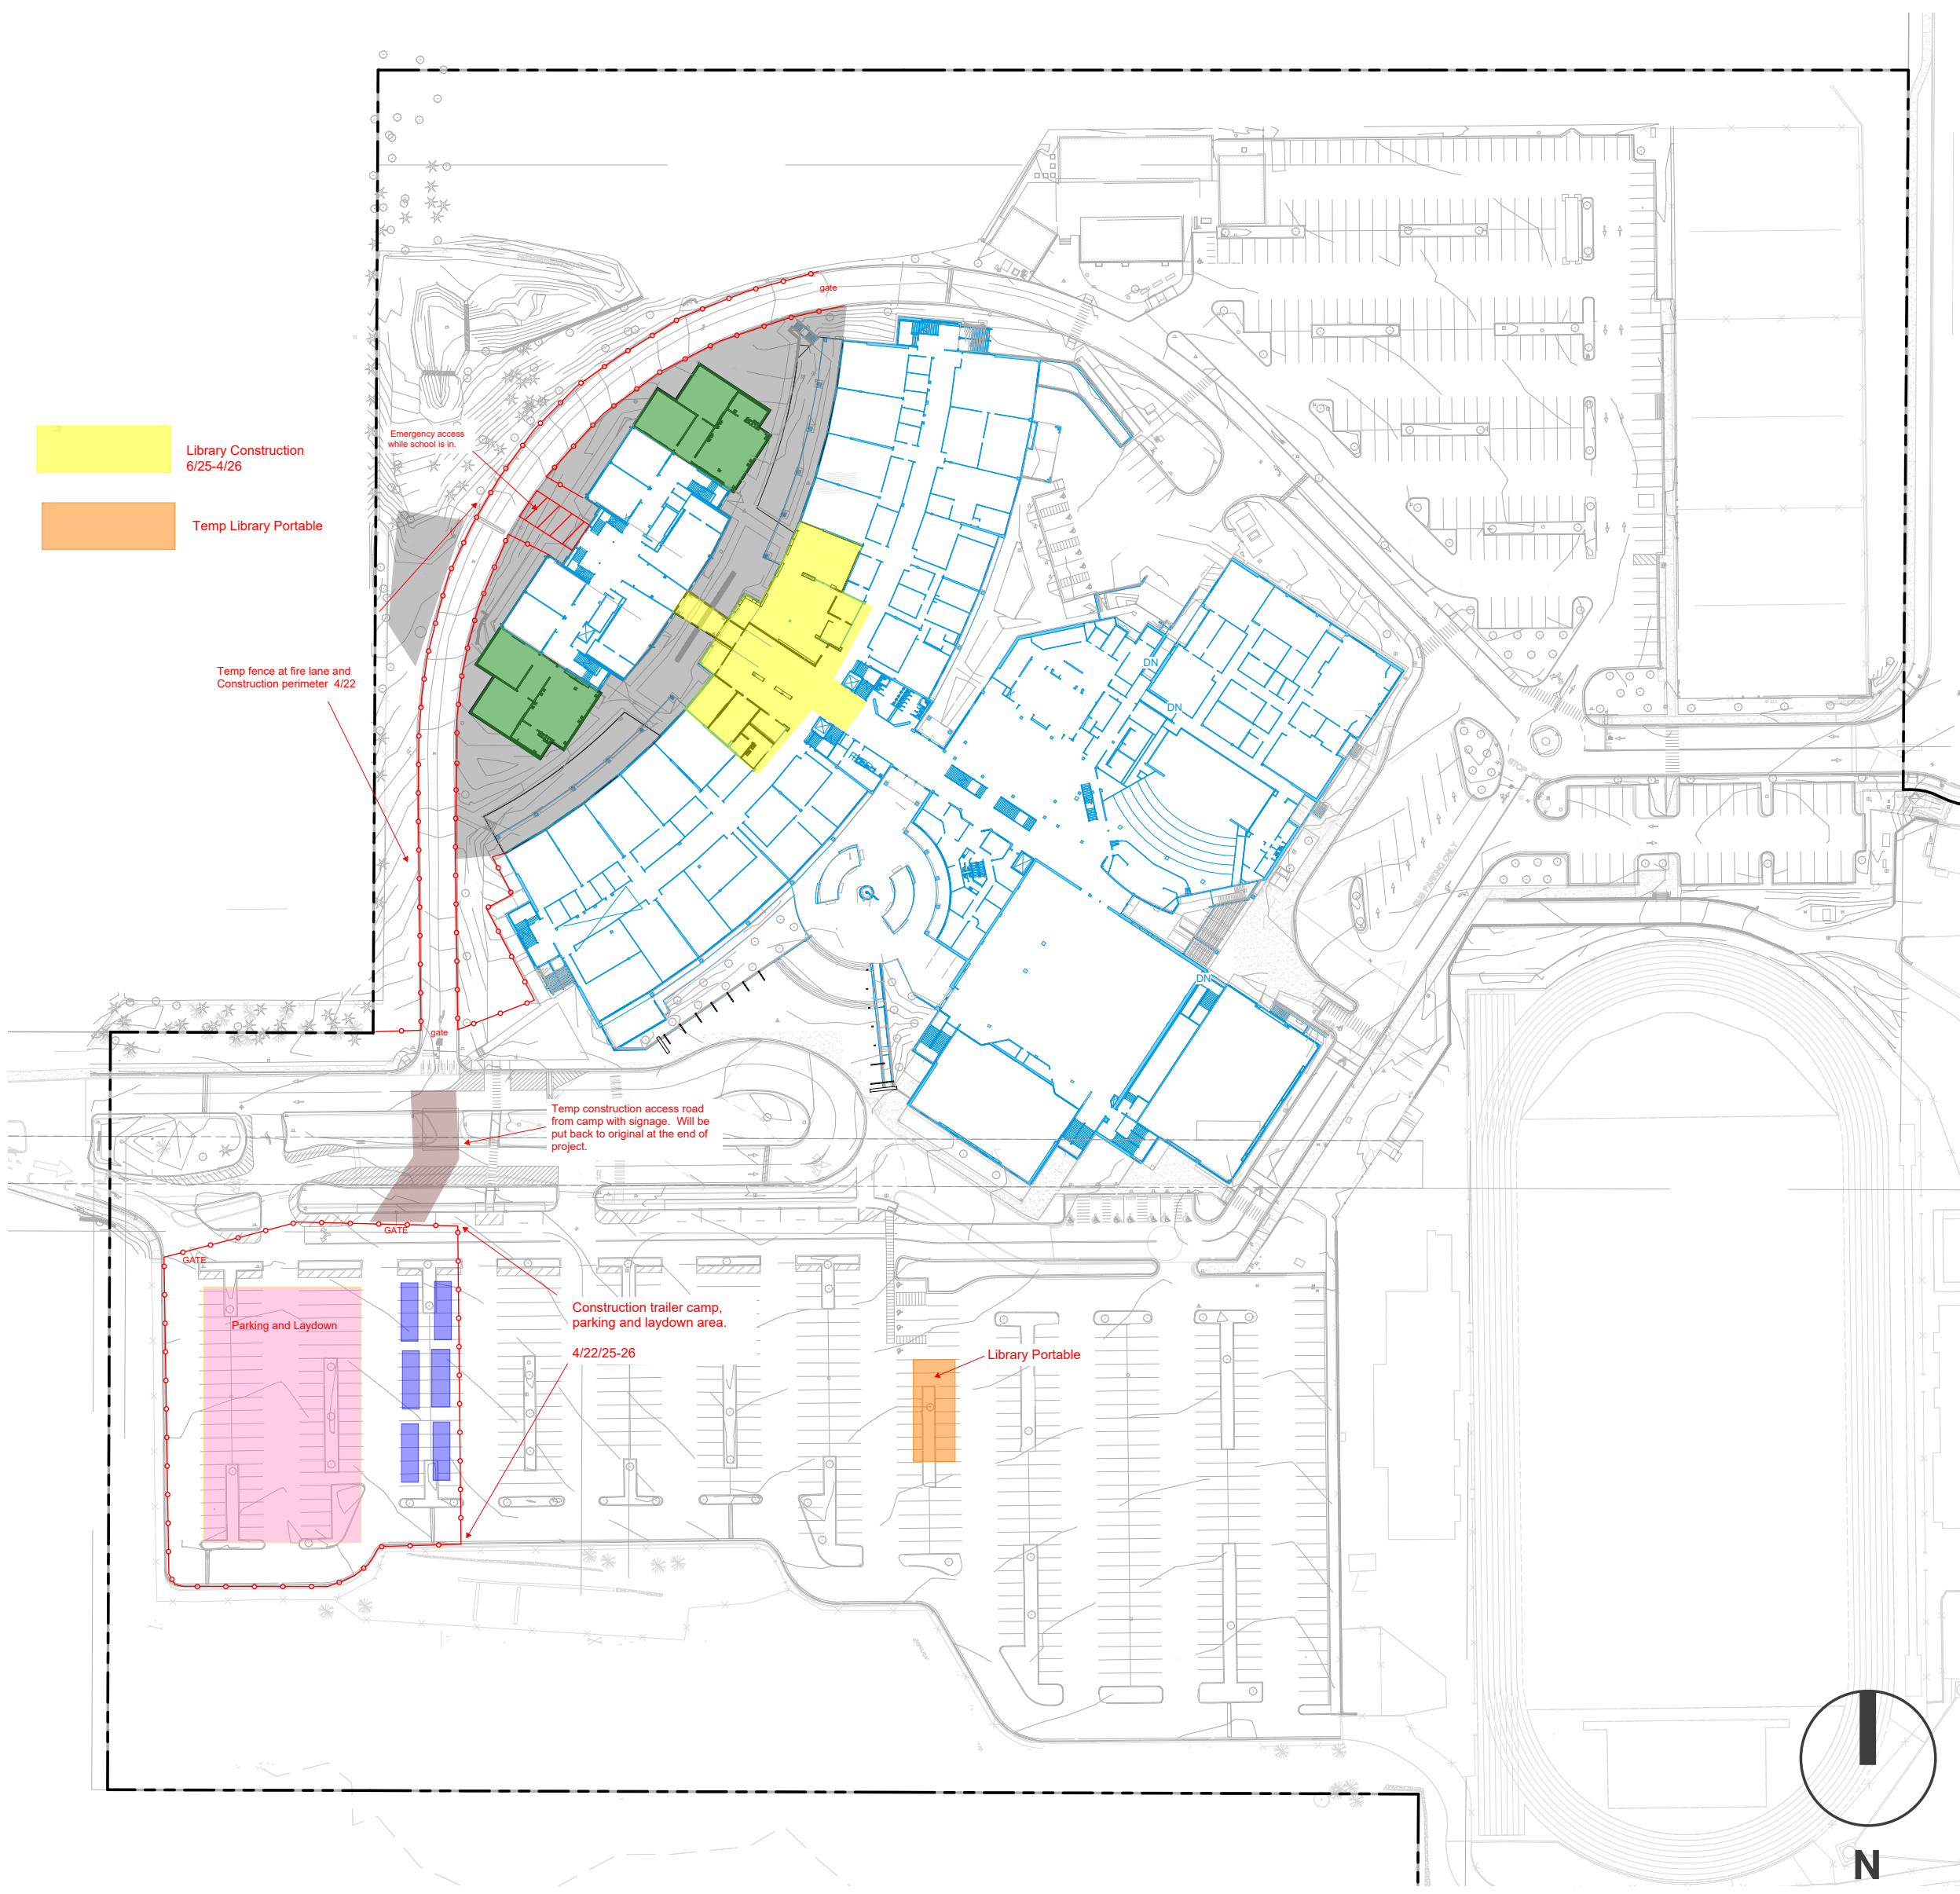 gate
Emergency access
while school is in.
Library Construction
6/25-4/26
Temp Library Portable
DN
Temp fence at fire lane and
Construction perimeter 4/22
DN
BUS PARKING ONLY
DN
gate
Temp construction access road
from camp with signage. Will be
put back to original at the end of
project.
GATE
GATE
Construction trailer camp,
parking and laydown area.
4/22/25-26
Parking and Laydown
Library Portable
N